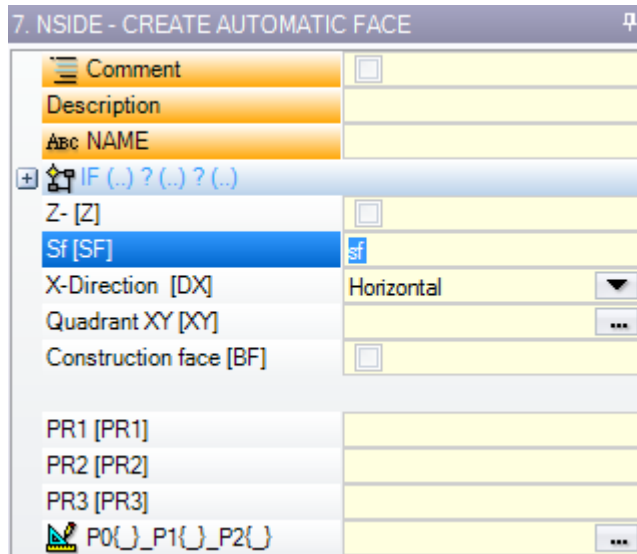 7. NSIDE - CREATE AUTOMATIC FACE
Comment
Description
ABC NAME
IF (..) ? (..) ? (..)
Z- [Z]
Sf [SF] sf
X-Direction [DX] Horizontal
Quadrant XY [XY] ...
Construction face [BF]
PR1 [PR1]
PR2 [PR2]
PR3 [PR3]
P0{_}_P1{_}_P2{_} ...